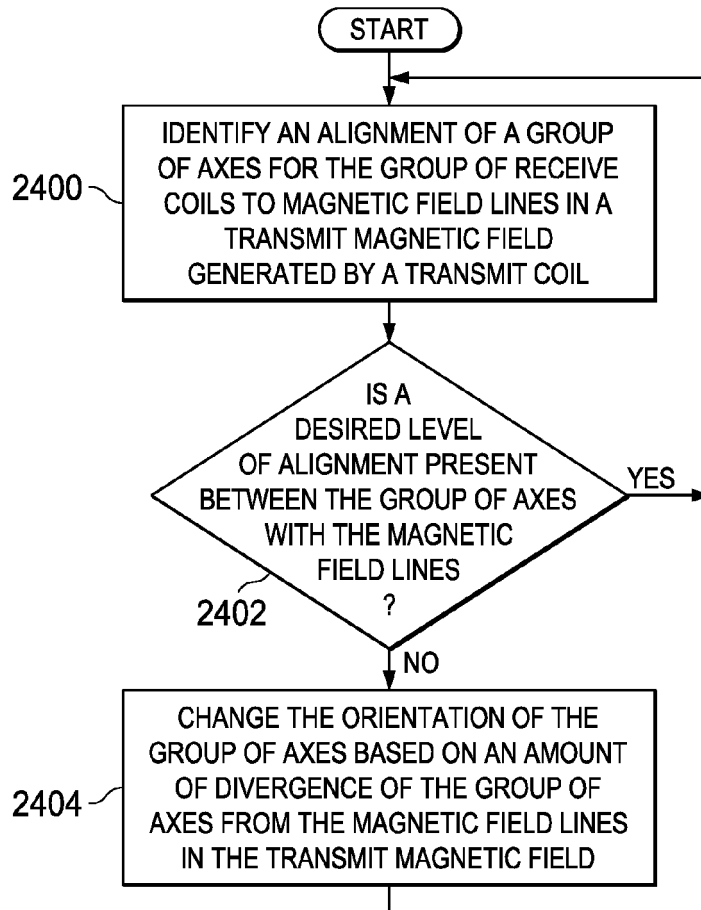 START
IDENTIFY AN ALIGNMENT OF A GROUP
OF AXES FOR THE GROUP OF RECEIVE
COILS TO MAGNETIC FIELD LINES IN A
TRANSMIT MAGNETIC FIELD
GENERATED BY A TRANSMIT COIL
2400
IS A
DESIRED LEVEL
OF ALIGNMENT PRESENT
BETWEEN THE GROUP OF AXES
WITH THE MAGNETIC
FIELD LINES
?
YES
2402
NO
CHANGE THE ORIENTATION OF THE
GROUP OF AXES BASED ON AN AMOUNT
OF DIVERGENCE OF THE GROUP OF
AXES FROM THE MAGNETIC FIELD LINES
IN THE TRANSMIT MAGNETIC FIELD
2404